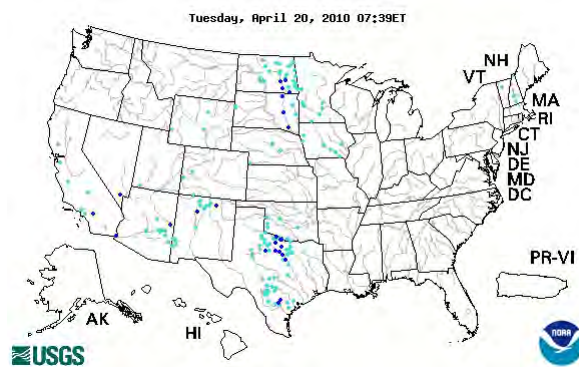 Tuesday, April 20, 2010 07:39ET
NH
VT
MA
RI
CT
NJ
DE
MD
DC
PR-VI
AK
HI
USGS
NOAA